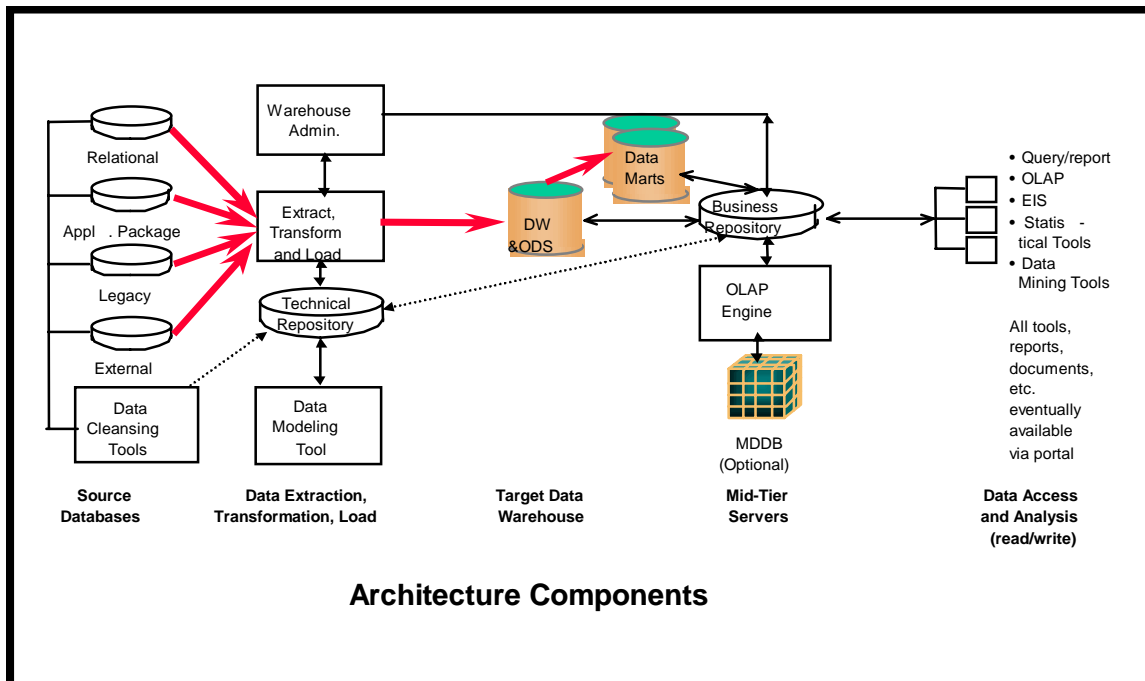 Relational
Appl . Package
Legacy
External
Data
Cleansing
Tools
Source
Databases
Warehouse
Admin.
Extract,
Transform
and Load
Technical
Repository
Data
Modeling
Tool
Data Extraction,
Transformation, Load
Data
Marts
DW
&ODS
Target Data
Warehouse
Business
Repository
OLAP
Engine
MDDB
(Optional)
Mid-Tier
Servers
• Query/report
• OLAP
• EIS
• Statis -
tical Tools
• Data
Mining Tools
All tools,
reports,
documents,
etc.
eventually
available
via portal
Data Access
and Analysis
(read/write)
Architecture Components